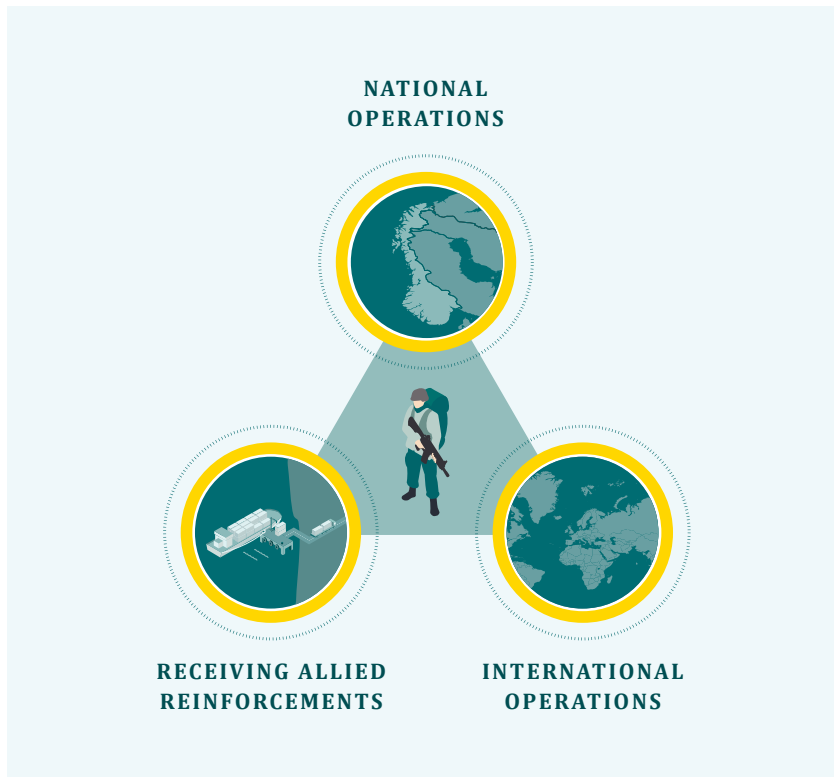 NATIONAL
OPERATIONS
RECEIVING ALLIED
REINFORCEMENTS
INTERNATIONAL
OPERATIONS